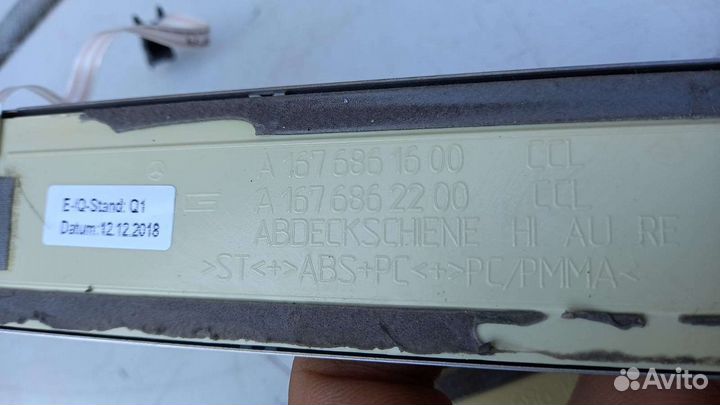 A 167 686 16 00 CCL
A 167 686 22 00 CCL
ABDECKSCHIENE HI AU RE
>ST<+>ABS+PC<+>PC/PMMA<
E-/Q-Stand: Q1
Datum:12.12.2018
Avito